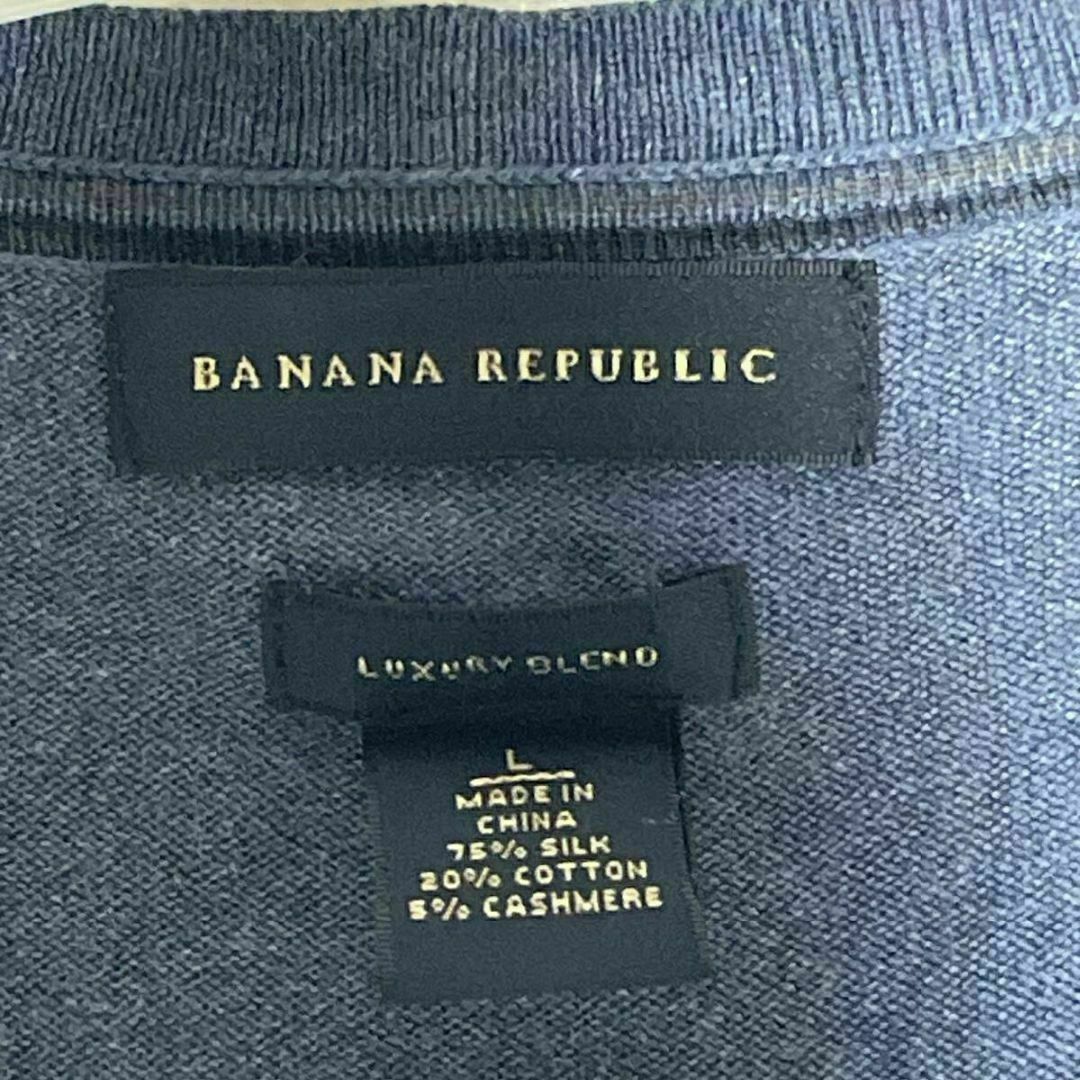 BANANA REPUBLIC
LUXURY BLEND
L
MADE IN
CHINA
75% SILK
20% COTTON
5% CASHMERE